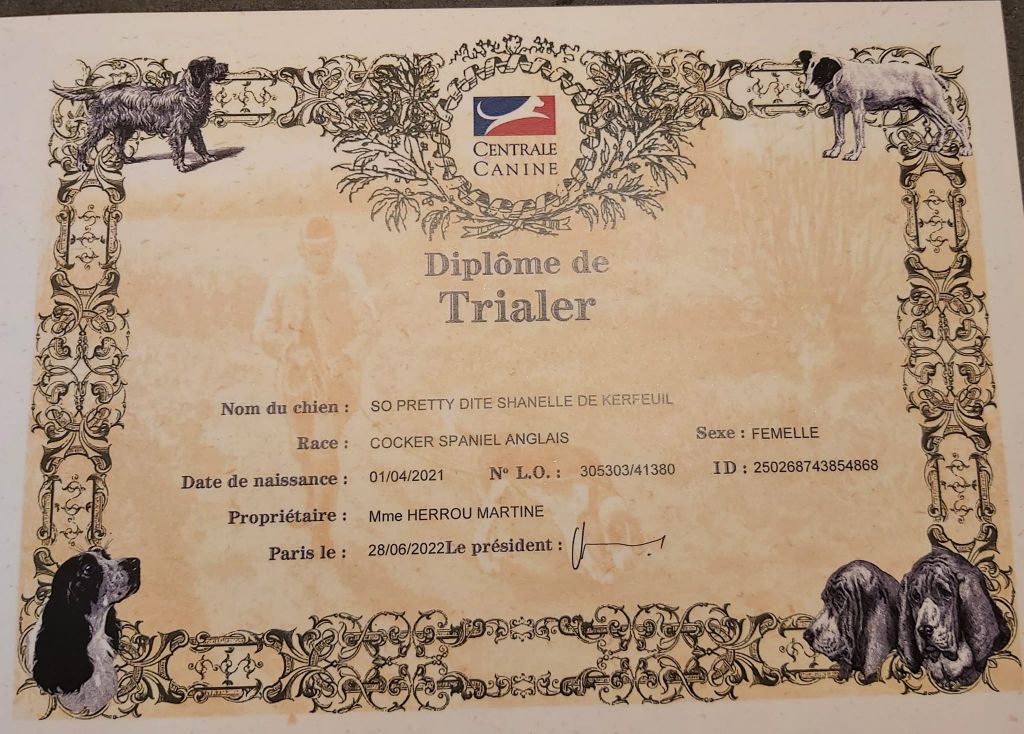 CENTRALE
CANINE
Diplôme de
Trialer
Nom du chien : SO PRETTY DITE SHANELLE DE KERFEUIL
Race : COCKER SPANIEL ANGLAIS Sexe : FEMELLE
Date de naissance : 01/04/2021 Nº L.O. : 305303/41380 ID : 250268743854868
Propriétaire : Mme HERROU MARTINE
Paris le : 28/06/2022 Le président :